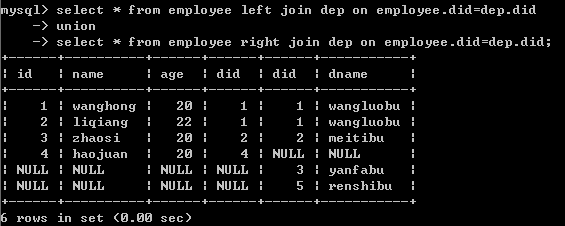 mysql> select * from employee left join dep on employee.did=dep.did
    -> union
    -> select * from employee right join dep on employee.did=dep.did;
+------+----------+------+------+------+-----------+
| id   | name     | age  | did  | did  | dname     |
+------+----------+------+------+------+-----------+
|    1 | wanghong |   20 |    1 |    1 | wangluobu |
|    2 | liqiang  |   22 |    1 |    1 | wangluobu |
|    3 | zhaosi   |   20 |    2 |    2 | meitibu   |
|    4 | haojuan  |   20 |    4 | NULL | NULL      |
| NULL | NULL     | NULL | NULL |    3 | yanfabu   |
| NULL | NULL     | NULL | NULL |    5 | renshibu  |
+------+----------+------+------+------+-----------+
6 rows in set (0.00 sec)